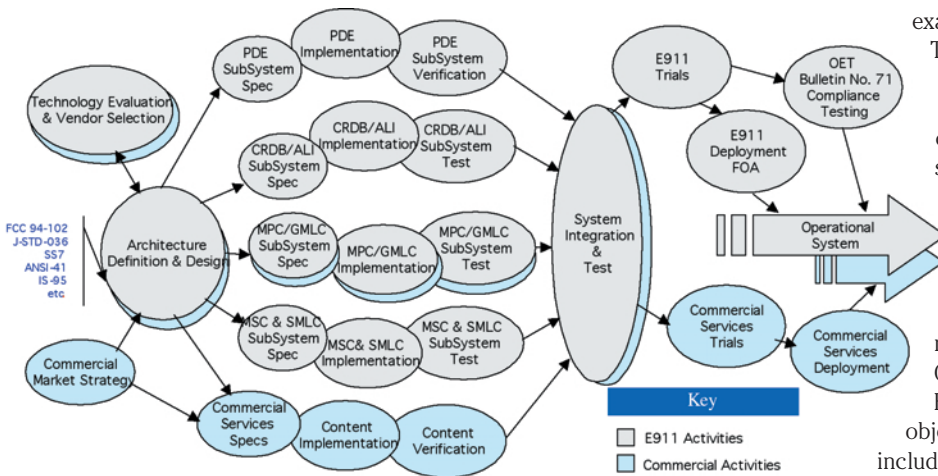 PDE
SubSystem
Spec
PDE
Implementation
PDE
SubSystem
Verification
Technology Evaluation
& Vendor Selection
CRDB/ALI
SubSystem
Spec
CRDB/ALI
Implementation
CRDB/ALI
SubSystem
Test
FCC 94-102
J-STD-036
SS7
ANSI-41
IS -95
etc
Architecture
Definition & Design
MPC/GMLC
SubSystem
Spec
MPC/GMLC
Implementation
MPC/GMLC
SubSystem
Test
MSC & SMLC
SubSystem
Spec
MSC& SMLC
Implementation
MSC & SMLC
SubSystem
Test
Commercial
Market Strategy
Commercial
Services
Specs
Content
Implementation
Content
Verification
System
Integration
&
Test
E911
Trials
OET
Bulletin No. 71
Compliance
Testing
E911
Deployment
FOA
Operational
System
Commercial
Services
Trials
Commercial
Services
Deployment
Key
E911 Activities
Commercial Activities
exa
T
s
obje
includ